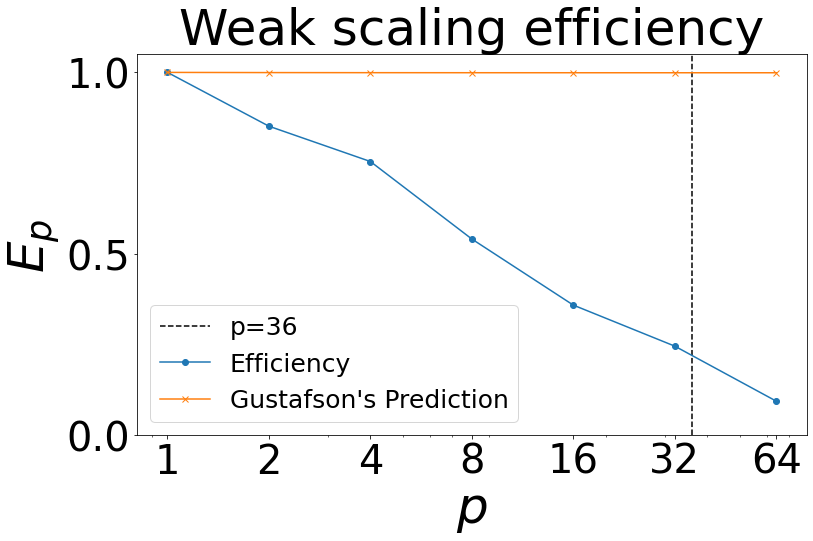 Weak scaling efficiency
1.0
0.5
0.0
E_p
p=36
Efficiency
Gustafson's Prediction
1 2 4 8 16 32 64
p